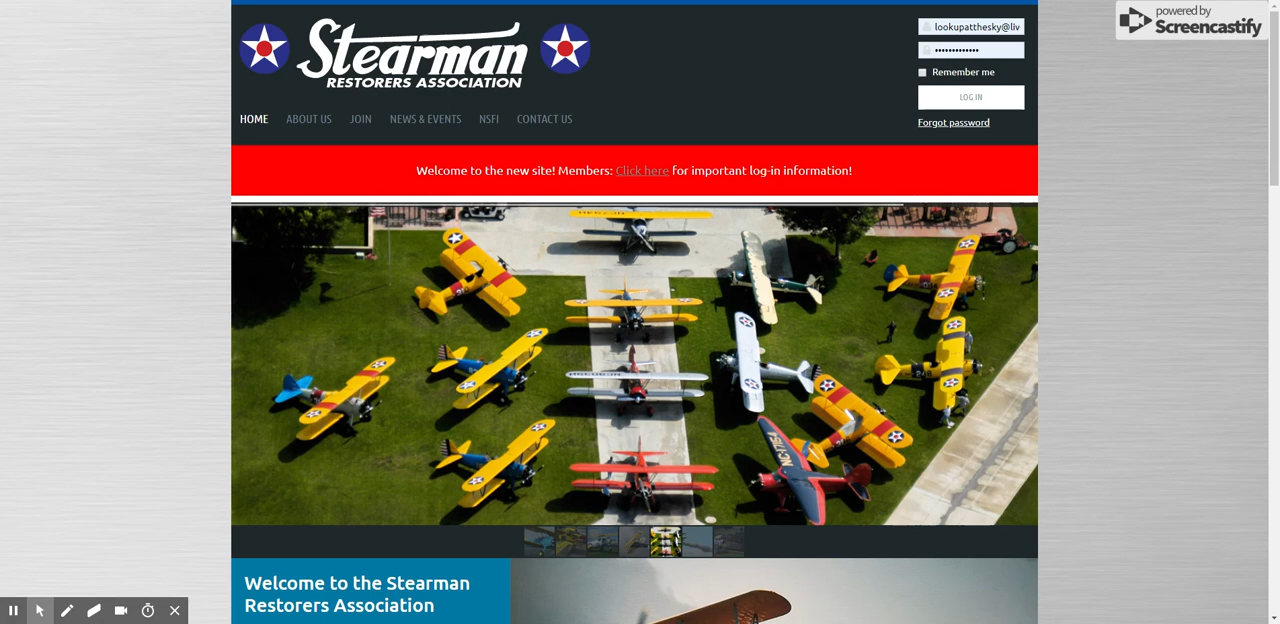 powered by
Screencastify
Stearman
RESTORERS ASSOCIATION
lookupatthesky@liv
•••••••••••••
Remember me
LOG IN
Forgot password
HOME ABOUT US JOIN NEWS & EVENTS NSFI CONTACT US
Welcome to the new site! Members: Click here for important log-in information!
NC-1765
Welcome to the Stearman
Restorers Association